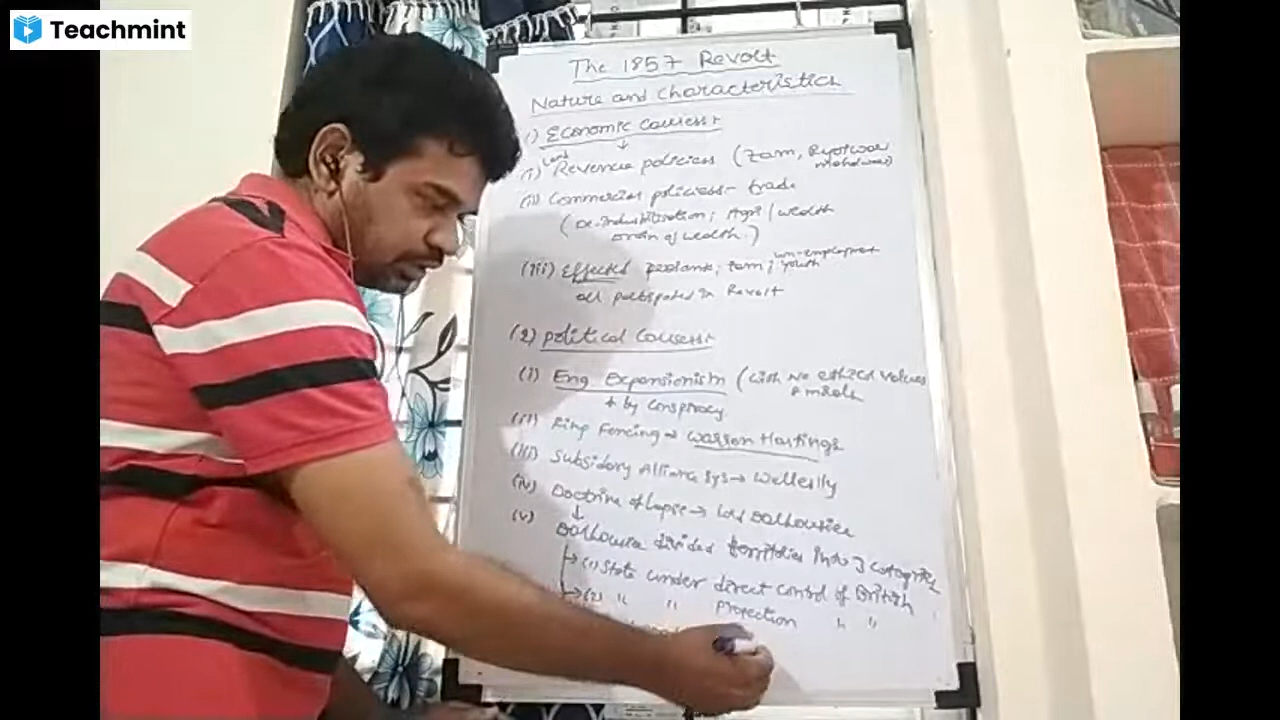 Teachmint
The 1857 Revolt
Nature and characteristics
(1) Economic Causes:-
(i) Land Revenue policies (Zam, Ryotwar
mahalwari)
(ii) Commercial policies:- trade
(De-Industrilisation; Agri / wealth
drain of wealth.)
(iii) Effected peasants; Zam; un-employment
youth
all participated in Revolt
(2) political Causes:-
(i) Eng Expansionism (with No ethical values
& morals
+ by Conspiracy
(ii) Ring Fencing → Warren Hastings
(iii) Subsidory Alliance Sys → Wellesly
(iv) Doctrine of lapse → Lord Dalhousiee
(v) Dalhousie divided territories into 3 category
→ (1) State under direct control of British
→ (2) " " Protection " "